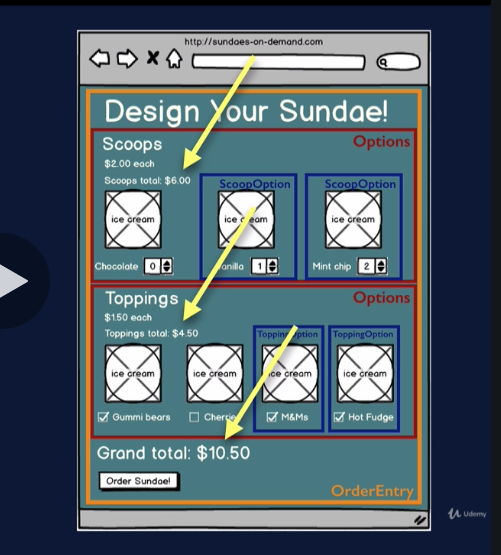 http://sundaes-on-demand.com
Design Your Sundae!
Scoops
Options
$2.00 each
Scoops total: $6.00
ScoopOption
ScoopOption
ice cream
ice cream
ice cream
Chocolate 0
Vanilla 1
Mint chip 2
Toppings
Options
$1.50 each
Toppings total: $4.50
ToppingOption
ToppingOption
ice cream
ice cream
ice cream
ice cream
Gummi bears
Cherries
M&Ms
Hot Fudge
Grand total: $10.50
Order Sundae!
OrderEntry
Udemy